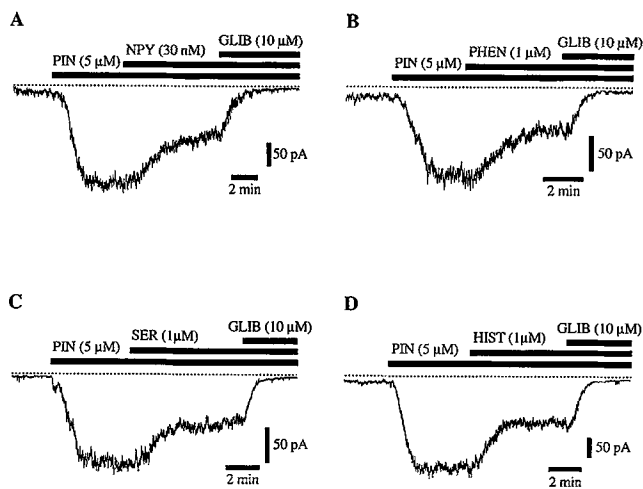 A
GLIB (10 μM)
NPY (30 nM)
PIN (5 μM)
50 pA
2 min
B
GLIB (10 μM)
PHEN (1 μM)
PIN (5 μM)
50 pA
2 min
C
SER (1μM)
GLIB (10 μM)
PIN (5 μM)
50 pA
2 min
D
GLIB (10 μM)
HIST (1μM)
PIN (5 μM)
50 pA
2 min